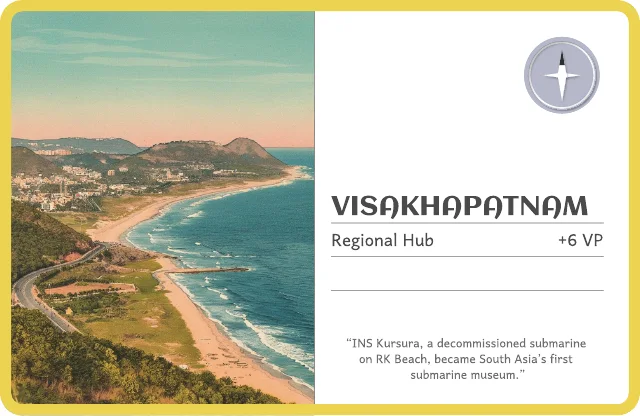 VISAKHAPATNAM
Regional Hub +6 VP
“INS Kursura, a decommissioned submarine
on RK Beach, became South Asia’s first
submarine museum.”